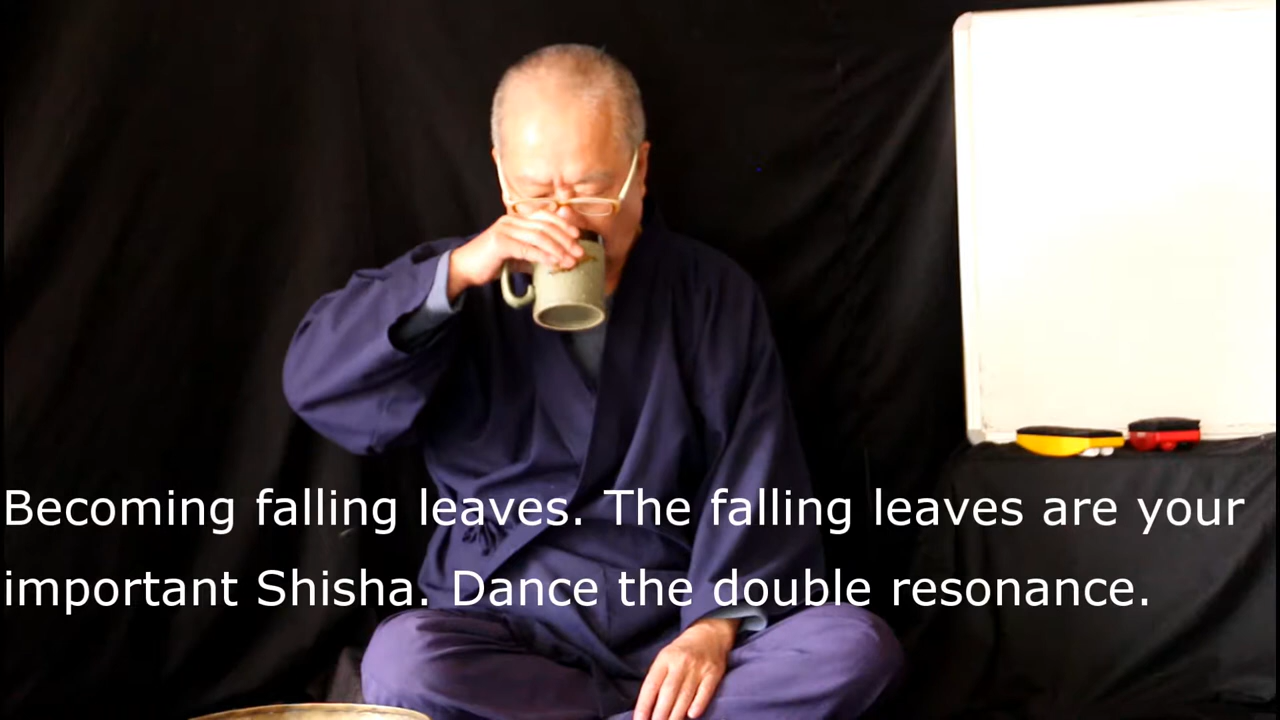 Becoming falling leaves. The falling leaves are your
important Shisha. Dance the double resonance.